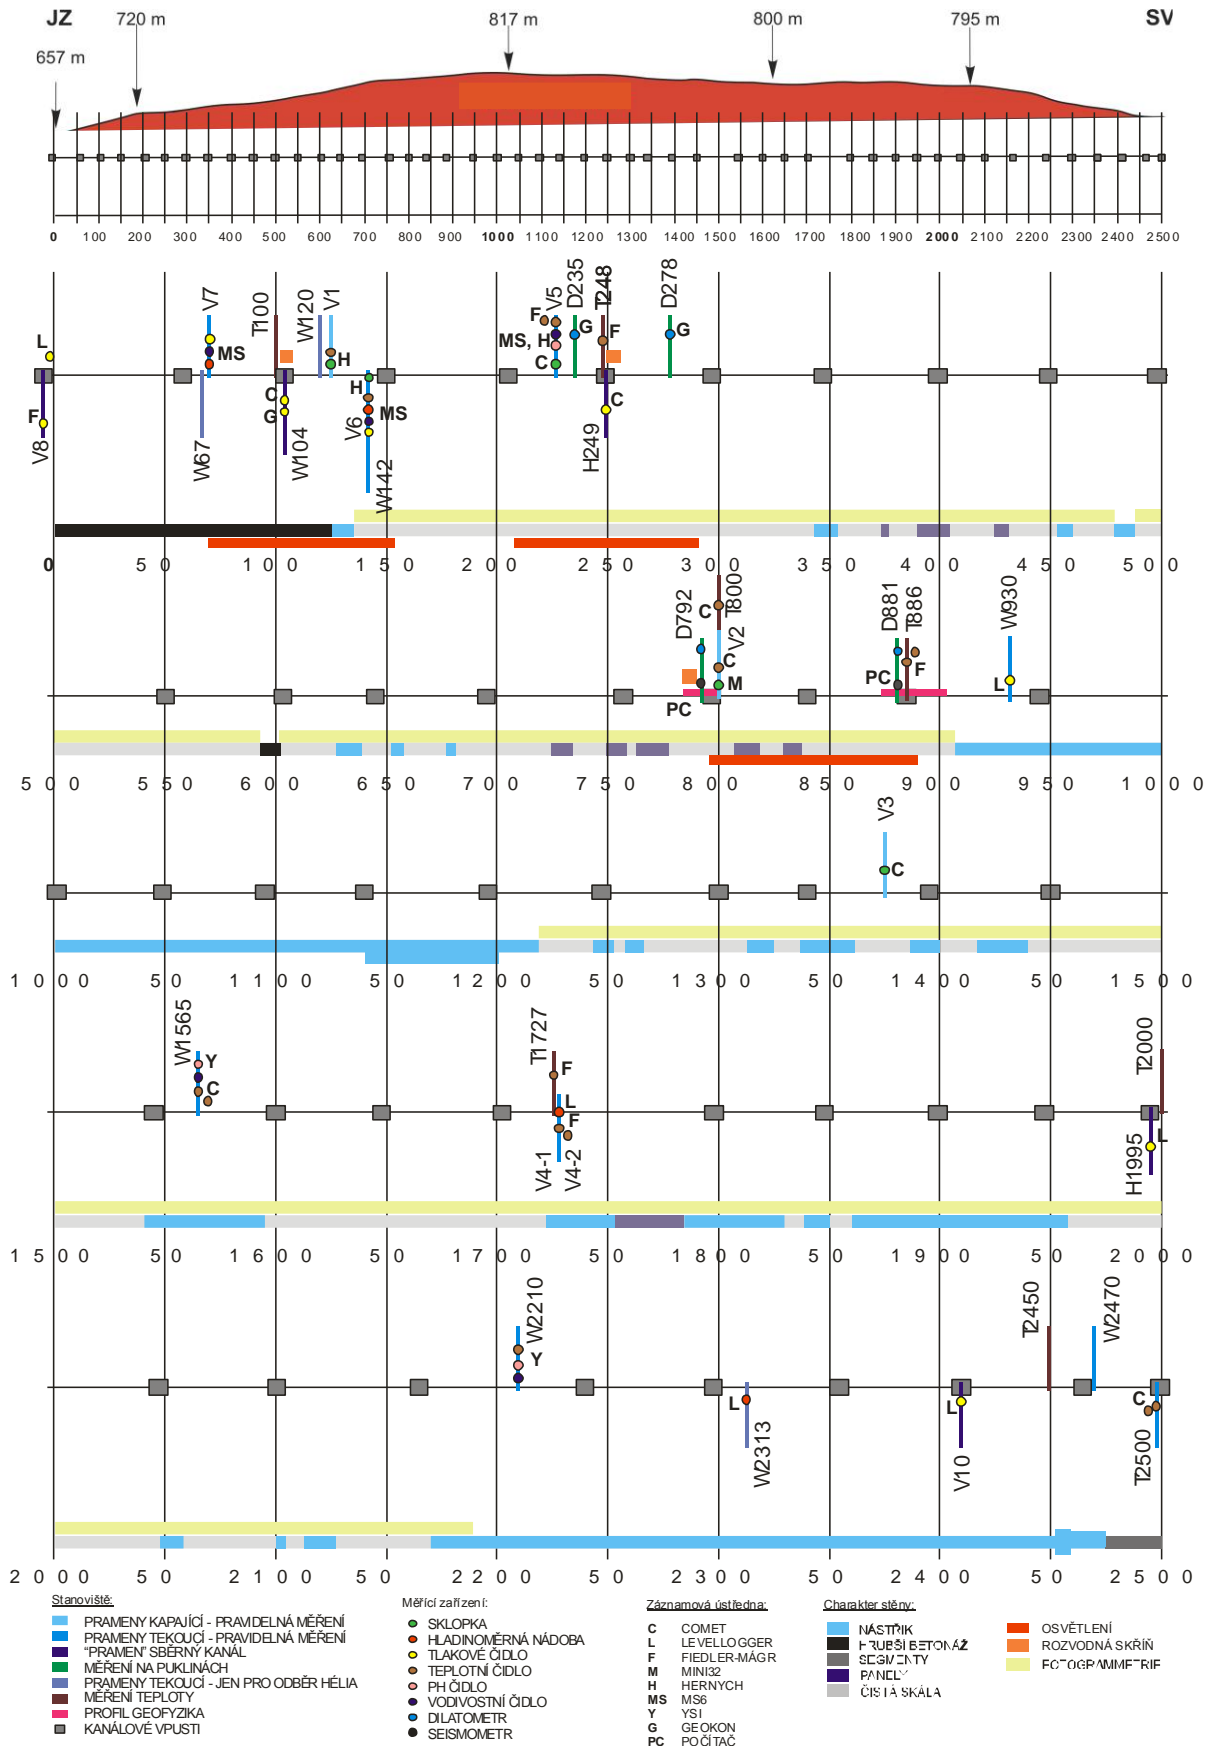 JZ 720 m 817 m 800 m 795 m SV
657 m
0 100 200 300 400 500 600 700 800 900 1000 1100 1200 1300 1400 1500 1600 1700 1800 1900 2000 2100 2200 2300 2400 2500
L V7 MS T100 W120 V1 H F V5 MS, H C D235 G T248 F D278 G
F V8 W67 C G W104 H MS V6 W142 C H249
0 50 100 150 200 250 300 350 400 450 500
D792 PC C T800 C V2 M D881 PC T886 F W930 L
500 550 600 650 700 750 800 850 900 950 1000
V3 C
1000 50 1100 50 1200 50 1300 50 1400 50 1500
W1565 Y C T1727 F L F V4-1 V4-2 T2000 H1995 L
1500 50 1600 50 1700 50 1800 50 1900 50 2000
W2210 Y L W2313 L V10 T2450 W2470 C T2500
2000 50 2100 50 2200 50 2300 50 2400 50 2500
Stanoviště:
PRAMENY KAPAJÍCÍ - PRAVIDELNÁ MĚŘENÍ
PRAMENY TEKOUCÍ - PRAVIDELNÁ MĚŘENÍ
“PRAMEN” SBĚRNÝ KANÁL
MĚŘENÍ NA PUKLINÁCH
PRAMENY TEKOUCÍ - JEN PRO ODBĚR HÉLIA
MĚŘENÍ TEPLOTY
PROFIL GEOFYZIKA
KANÁLOVÉ VPUSTI
Měřící zařízení:
SKLOPKA
HLADINOMĚRNÁ NÁDOBA
TLAKOVÉ ČIDLO
TEPLOTNÍ ČIDLO
PH ČIDLO
VODIVOSTNÍ ČIDLO
DILATOMETR
SEISMOMETR
Záznamová ústředna:
C COMET
L LEVELLOGGER
F FIEDLER-MÁGR
M MINI32
H HERNYCH
MS MS6
Y YSI
G GEOKON
PC POČÍTAČ
Charakter stěny:
NÁSTŘIK
HRUBŠÍ BETONÁŽ
SEGMENTY
PANELY
ČISTÁ SKÁLA
OSVĚTLENÍ
ROZVODNÁ SKŘÍŇ
FOTOGRAMMETRIE